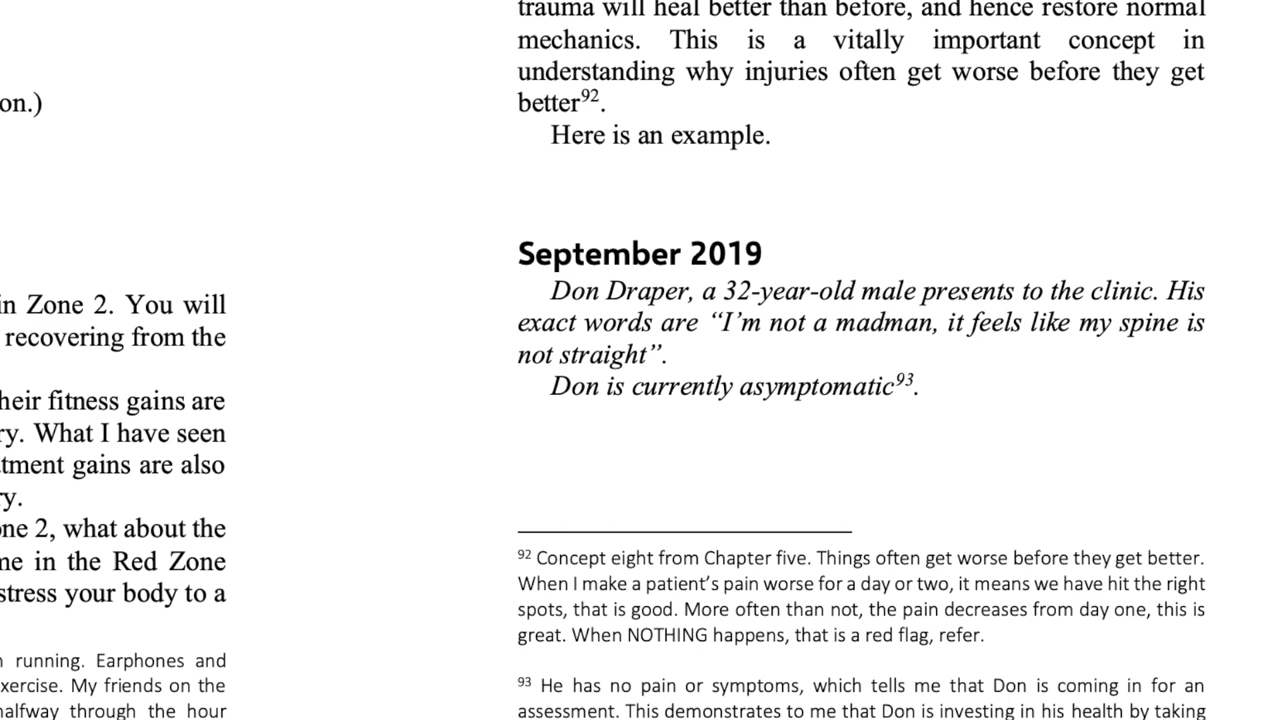 on.)
in Zone 2. You will
recovering from the
heir fitness gains are
ry. What I have seen
tment gains are also
ry.
one 2, what about the
me in the Red Zone
stress your body to a
n running. Earphones and
xercise. My friends on the
halfway through the hour
trauma will heal better than before, and hence restore normal
mechanics. This is a vitally important concept in
understanding why injuries often get worse before they get
better⁹².
Here is an example.
September 2019
Don Draper, a 32-year-old male presents to the clinic. His
exact words are “I’m not a madman, it feels like my spine is
not straight”.
Don is currently asymptomatic⁹³.
⁹² Concept eight from Chapter five. Things often get worse before they get better.
When I make a patient’s pain worse for a day or two, it means we have hit the right
spots, that is good. More often than not, the pain decreases from day one, this is
great. When NOTHING happens, that is a red flag, refer.
⁹³ He has no pain or symptoms, which tells me that Don is coming in for an
assessment. This demonstrates to me that Don is investing in his health by taking